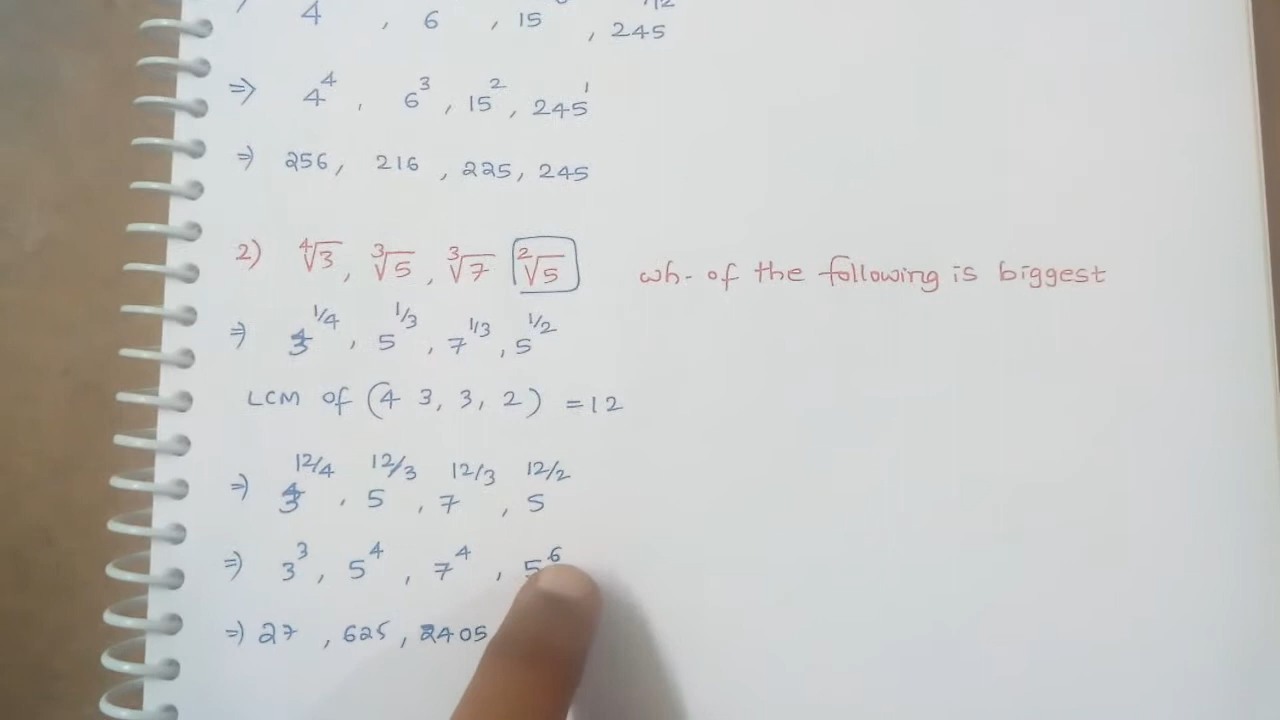 4 , 6 , 15 , 245
⇒ 4⁴ , 6³ , 15² , 245¹
⇒ 256, 216 , 225, 245
2) ⁴√3 , ³√5 , ³√7 ²√5 wh- of the following is biggest
⇒ 3^1/4 , 5^1/3 , 7^1/3 , 5^1/2
LCM of (4 3, 3, 2) = 12
⇒ 3^12/4 , 5^12/3 , 7^12/3 , 5^12/2
⇒ 3³ , 5⁴ , 7⁴ , 5⁶
⇒ 27 , 625 , 2405